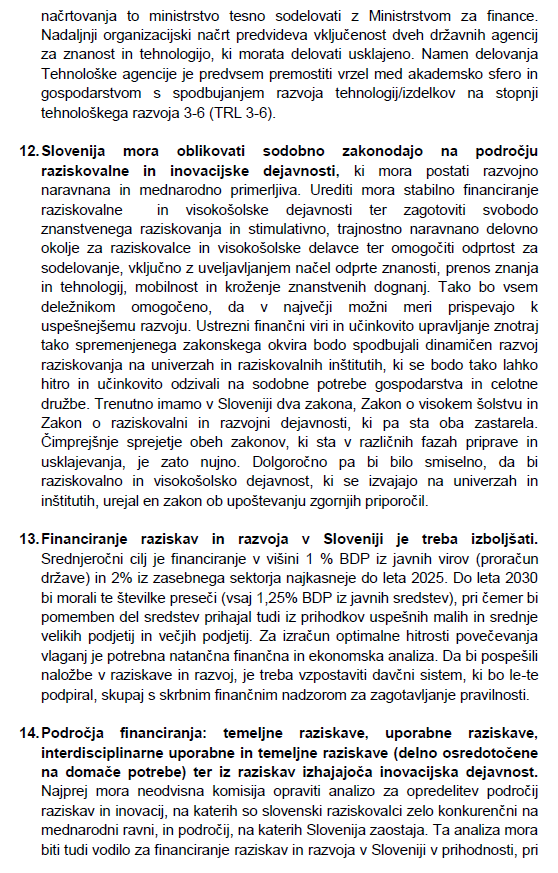 načrtovanja to ministrstvo tesno sodelovati z Ministrstvom za finance.
Nadaljnji organizacijski načrt predvideva vključenost dveh državnih agencij
za znanost in tehnologijo, ki morata delovati usklajeno. Namen delovanja
Tehnološke agencije je predvsem premostiti vrzel med akademsko sfero in
gospodarstvom s spodbujanjem razvoja tehnologij/izdelkov na stopnji
tehnološkega razvoja 3-6 (TRL 3-6).
12. Slovenija mora oblikovati sodobno zakonodajo na področju
raziskovalne in inovacijske dejavnosti, ki mora postati razvojno
naravnana in mednarodno primerljiva. Urediti mora stabilno financiranje
raziskovalne in visokošolske dejavnosti ter zagotoviti svobodo
znanstvenega raziskovanja in stimulativno, trajnostno naravnano delovno
okolje za raziskovalce in visokošolske delavce ter omogočiti odprtost za
sodelovanje, vključno z uveljavljanjem načel odprte znanosti, prenos znanja
in tehnologij, mobilnost in kroženje znanstvenih dognanj. Tako bo vsem
deležnikom omogočeno, da v največji možni meri prispevajo k
uspešnejšemu razvoju. Ustrezni finančni viri in učinkovito upravljanje znotraj
tako spremenjenega zakonskega okvira bodo spodbujali dinamičen razvoj
raziskovanja na univerzah in raziskovalnih inštitutih, ki se bodo tako lahko
hitro in učinkovito odzivali na sodobne potrebe gospodarstva in celotne
družbe. Trenutno imamo v Sloveniji dva zakona, Zakon o visokem šolstvu in
Zakon o raziskovalni in razvojni dejavnosti, ki pa sta oba zastarela.
Čimprejšnje sprejetje obeh zakonov, ki sta v različnih fazah priprave in
usklajevanja, je zato nujno. Dolgoročno pa bi bilo smiselno, da bi
raziskovalno in visokošolsko dejavnost, ki se izvajajo na univerzah in
inštitutih, urejal en zakon ob upoštevanju zgornjih priporočil.
13. Financiranje raziskav in razvoja v Sloveniji je treba izboljšati.
Srednjeročni cilj je financiranje v višini 1 % BDP iz javnih virov (proračun
države) in 2% iz zasebnega sektorja najkasneje do leta 2025. Do leta 2030
bi morali te številke preseči (vsaj 1,25% BDP iz javnih sredstev), pri čemer bi
pomemben del sredstev prihajal tudi iz prihodkov uspešnih malih in srednje
velikih podjetij in večjih podjetij. Za izračun optimalne hitrosti povečevanja
vlaganj je potrebna natančna finančna in ekonomska analiza. Da bi pospešili
naložbe v raziskave in razvoj, je treba vzpostaviti davčni sistem, ki bo le-te
podpiral, skupaj s skrbnim finančnim nadzorom za zagotavljanje pravilnosti.
14. Področja financiranja: temeljne raziskave, uporabne raziskave,
interdisciplinarne uporabne in temeljne raziskave (delno osredotočene
na domače potrebe) ter iz raziskav izhajajoča inovacijska dejavnost.
Najprej mora neodvisna komisija opraviti analizo za opredelitev področij
raziskav in inovacij, na katerih so slovenski raziskovalci zelo konkurenčni na
mednarodni ravni, in področij, na katerih Slovenija zaostaja. Ta analiza mora
biti tudi vodilo za financiranje raziskav in razvoja v Sloveniji v prihodnosti, pri